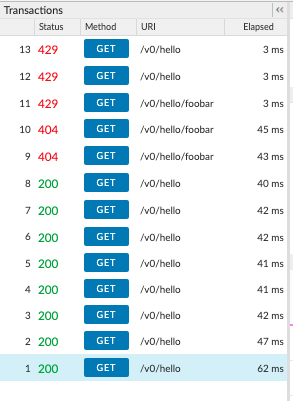 Transactions «
Status Method URI Elapsed
13 429 GET /v0/hello 3 ms
12 429 GET /v0/hello 3 ms
11 429 GET /v0/hello/foobar 3 ms
10 404 GET /v0/hello/foobar 45 ms
9 404 GET /v0/hello/foobar 43 ms
8 200 GET /v0/hello 40 ms
7 200 GET /v0/hello 42 ms
6 200 GET /v0/hello 42 ms
5 200 GET /v0/hello 41 ms
4 200 GET /v0/hello 41 ms
3 200 GET /v0/hello 42 ms
2 200 GET /v0/hello 47 ms
1 200 GET /v0/hello 62 ms